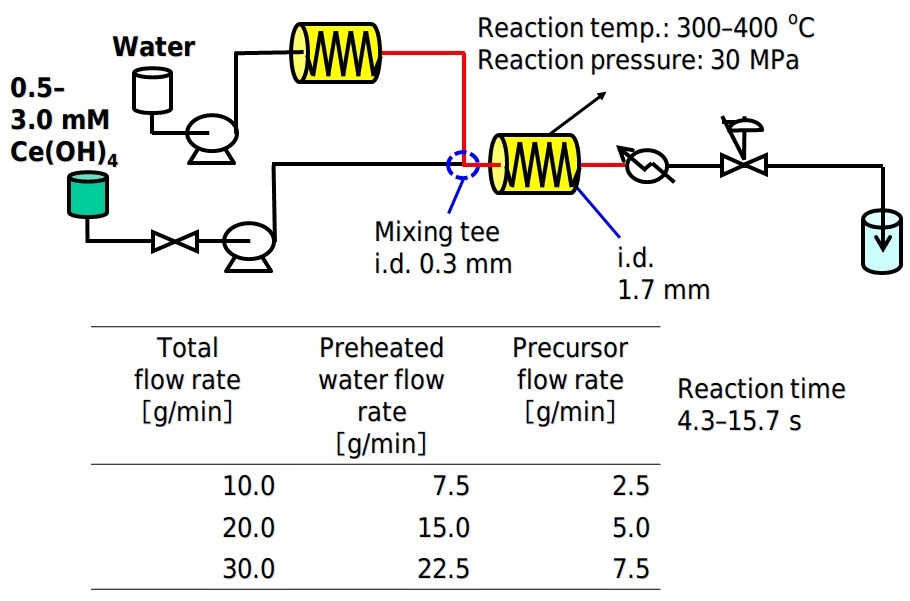 Water
0.5–
3.0 mM
Ce(OH)4
Reaction temp.: 300–400 °C
Reaction pressure: 30 MPa
Mixing tee
i.d. 0.3 mm
i.d.
1.7 mm
Total
flow rate
[g/min]
Preheated
water flow
rate
[g/min]
Precursor
flow rate
[g/min]
10.0 7.5 2.5
20.0 15.0 5.0
30.0 22.5 7.5
Reaction time
4.3–15.7 s